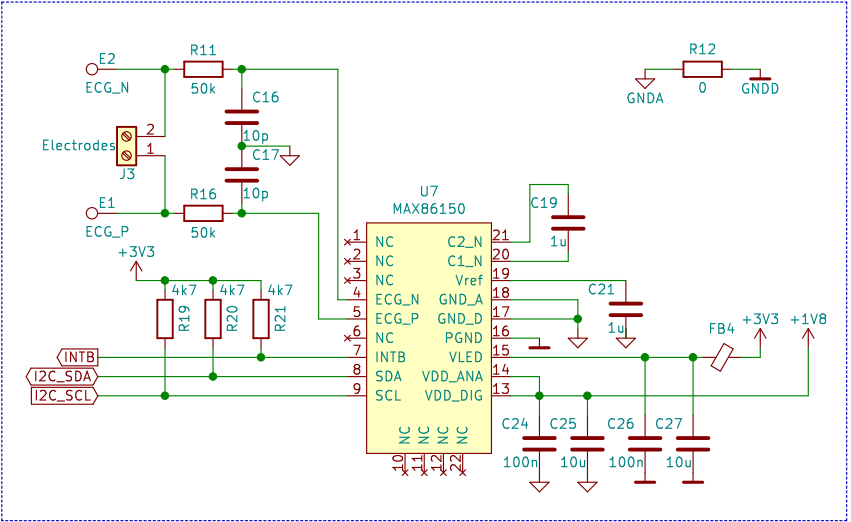 R11
50k
E2
ECG_N
C16
10p
C17
10p
Electrodes
2
1
J3
E1
ECG_P
R16
50k
R12
0
GNDA
GNDD
+3V3
4k7
4k7
4k7
R19
R20
R21
INTB
I2C_SDA
I2C_SCL
U7
MAX86150
1 NC
2 NC
3 NC
4 ECG_N
5 ECG_P
6 NC
7 INTB
8 SDA
9 SCL
C2_N 21
C1_N 20
Vref 19
GND_A 18
GND_D 17
PGND 16
VLED 15
VDD_ANA 14
VDD_DIG 13
NC NC NC NC
10 11 12 22
C19
1u
C21
1u
FB4
+3V3
+1V8
C24
100n
C25
10u
C26
100n
C27
10u